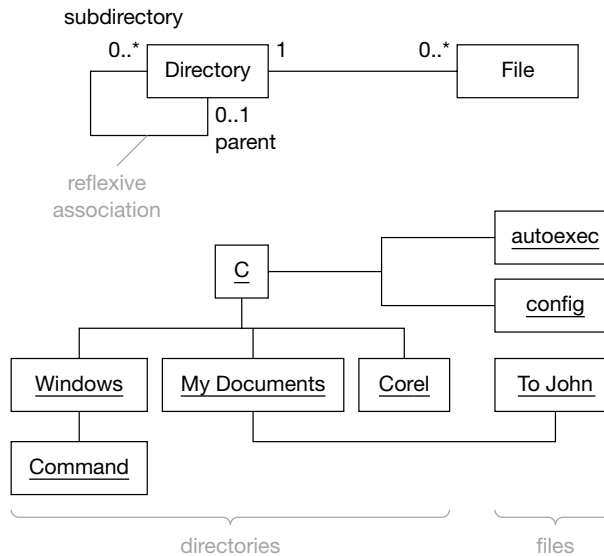 subdirectory
0..*
Directory
1
0..*
File
0..1
parent
reflexive
association
C
autoexec
config
Windows
My Documents
Corel
To John
Command
directories
files